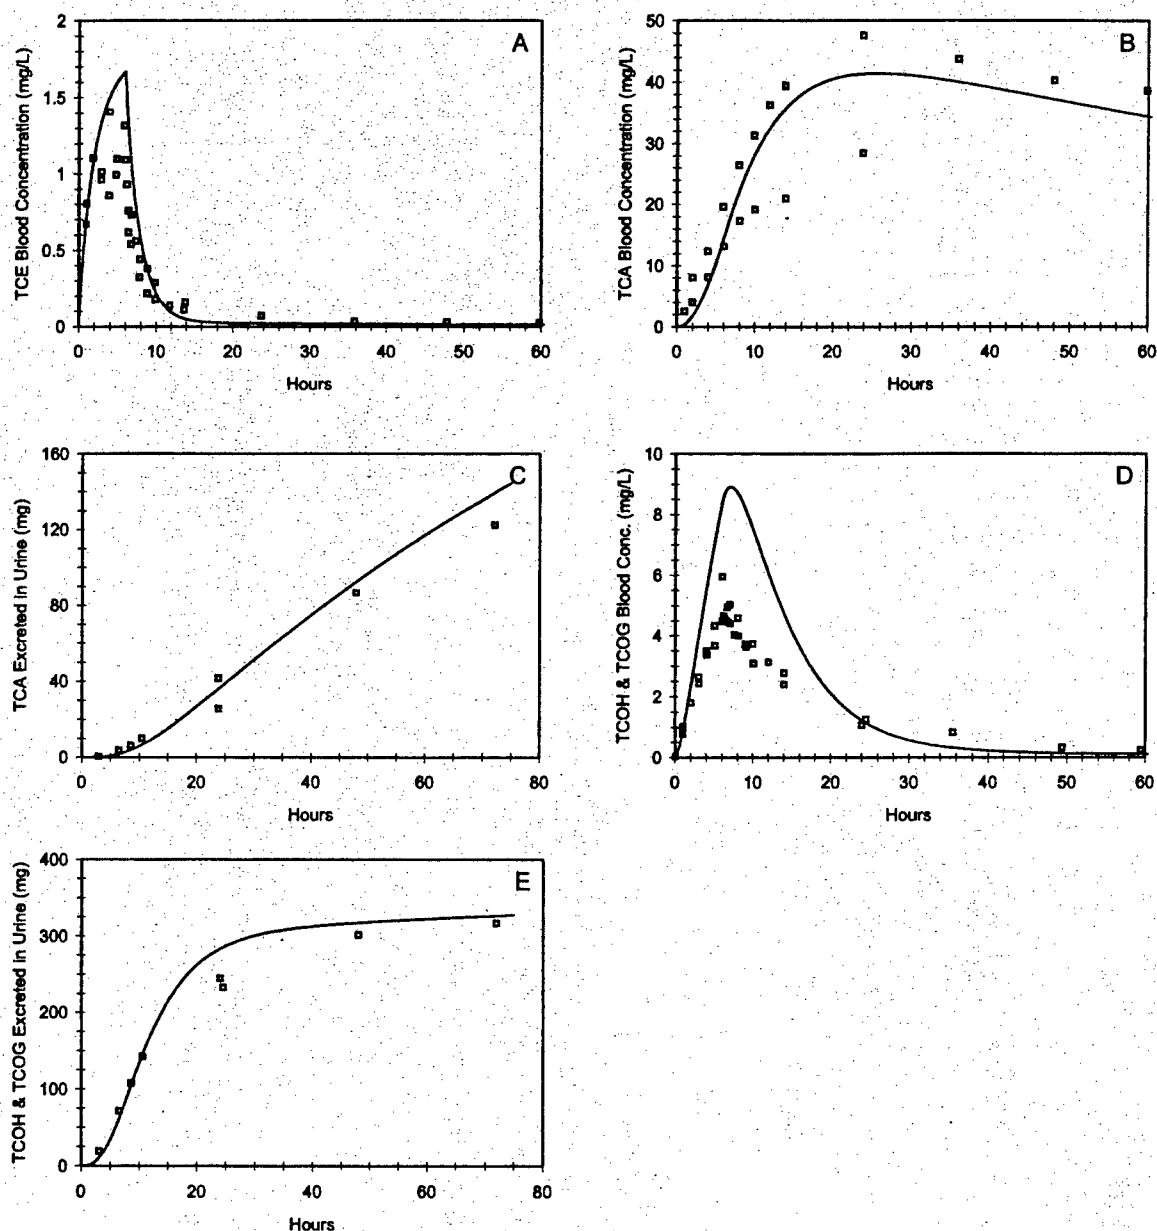 A
TCE Blood Concentration (mg/L)
2
1.5
1
0.5
0
0 10 20 30 40 50 60
Hours
B
TCA Blood Concentration (mg/L)
50
40
30
20
10
0
0 10 20 30 40 50 60
Hours
C
TCA Excreted in Urine (mg)
160
120
80
40
0
0 20 40 60 80
Hours
D
TCOH & TCOG Blood Conc. (mg/L)
10
8
6
4
2
0
0 10 20 30 40 50 60
Hours
E
TCOH & TCOG Excreted in Urine (mg)
400
300
200
100
0
0 20 40 60 80
Hours